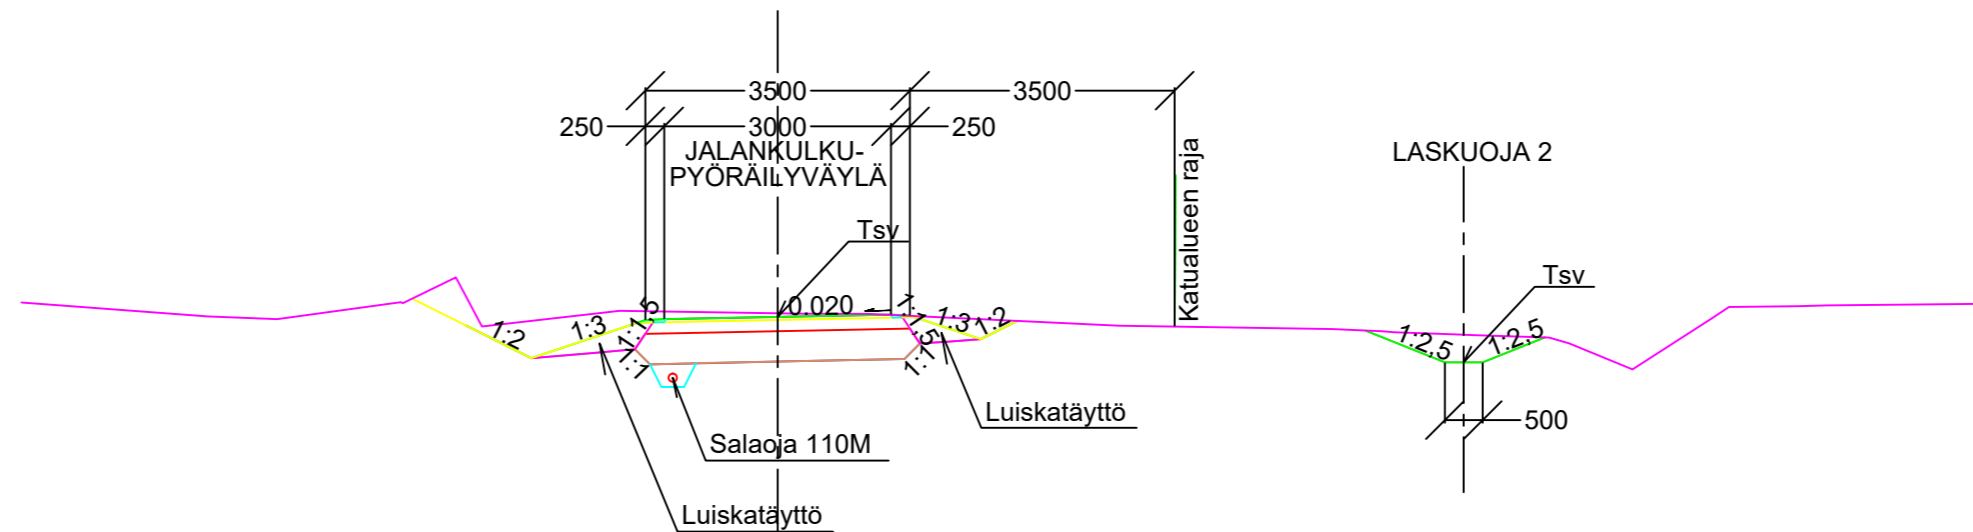 3500
3500
250
3000
250
JALANKULKU-
PYÖRÄILYVÄYLÄ
Katualueen raja
LASKUOJA 2
Tsv
Tsv
0.020
1:2
1:3
1:1,5
1:1
1:1,5
1:1
1:3
1:2
1:2,5
1:2,5
500
Luiskatäyttö
Salaoja 110M
Luiskatäyttö